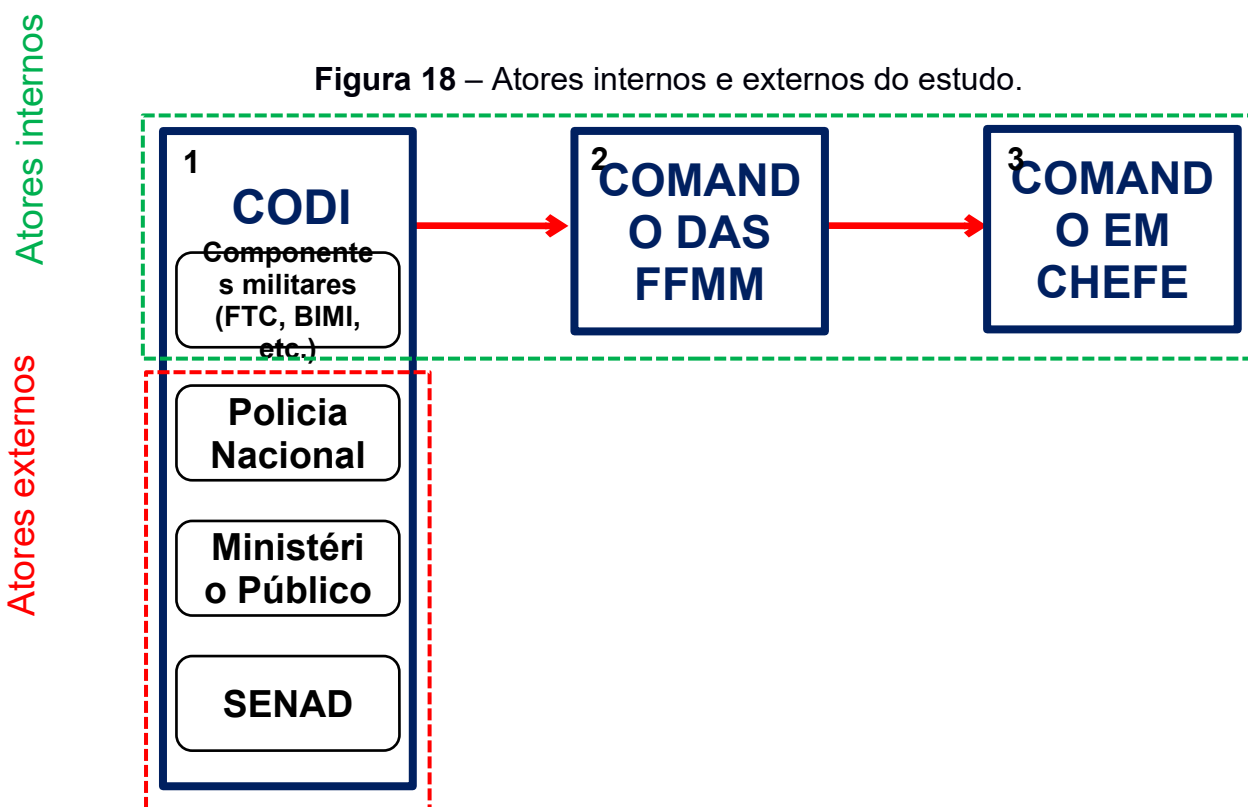 Figura 18 – Atores internos e externos do estudo.
Atores internos
1
CODI
Componente
s militares
(FTC, BIMI,
etc.)
2
COMAND
O DAS
FFMM
3
COMAND
O EM
CHEFE
Atores externos
Policia
Nacional
Ministéri
o Público
SENAD